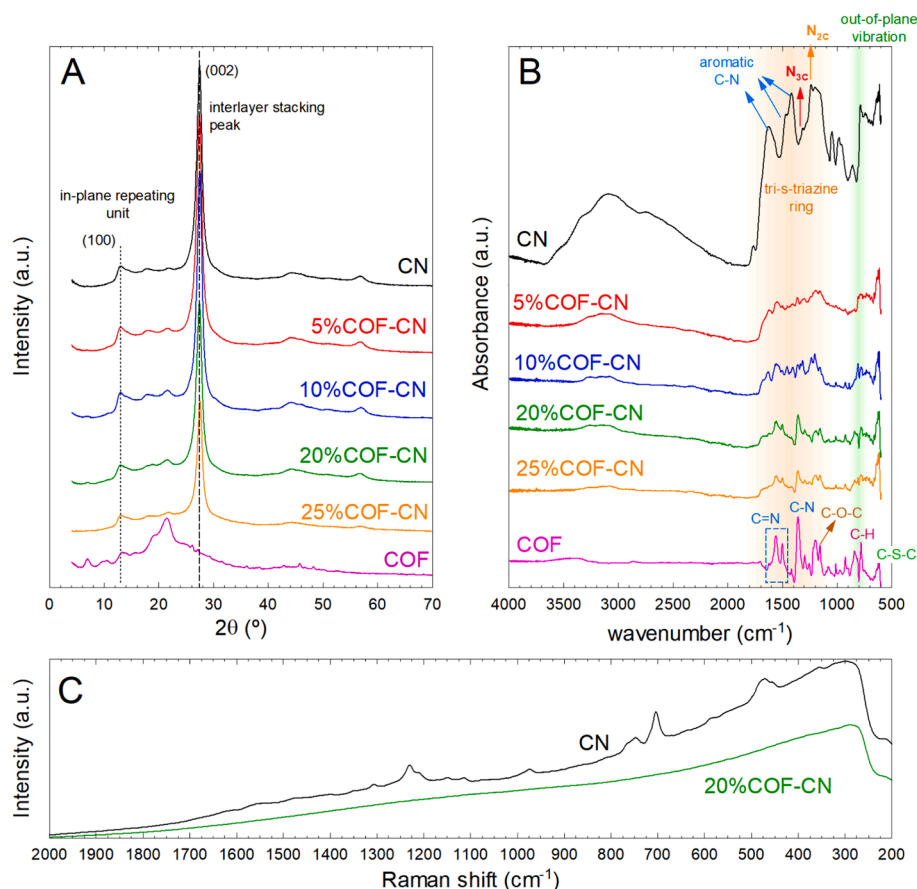 A
(002)
interlayer stacking
peak
in-plane repeating
unit
(100)
CN
5%COF-CN
10%COF-CN
20%COF-CN
25%COF-CN
COF
Intensity (a.u.)
0 10 20 30 40 50 60 70
2θ (º)
B
out-of-plane
vibration
N2C
aromatic
C-N
N3C
tri-s-triazine
ring
CN
5%COF-CN
10%COF-CN
20%COF-CN
25%COF-CN
C=N
C-N
C-O-C
COF
C-H
C-S-C
Absorbance (a.u.)
4000 3500 3000 2500 2000 1500 1000 500
wavenumber (cm-1)
C
CN
20%COF-CN
Intensity (a.u.)
2000 1900 1800 1700 1600 1500 1400 1300 1200 1100 1000 900 800 700 600 500 400 300 200
Raman shift (cm-1)